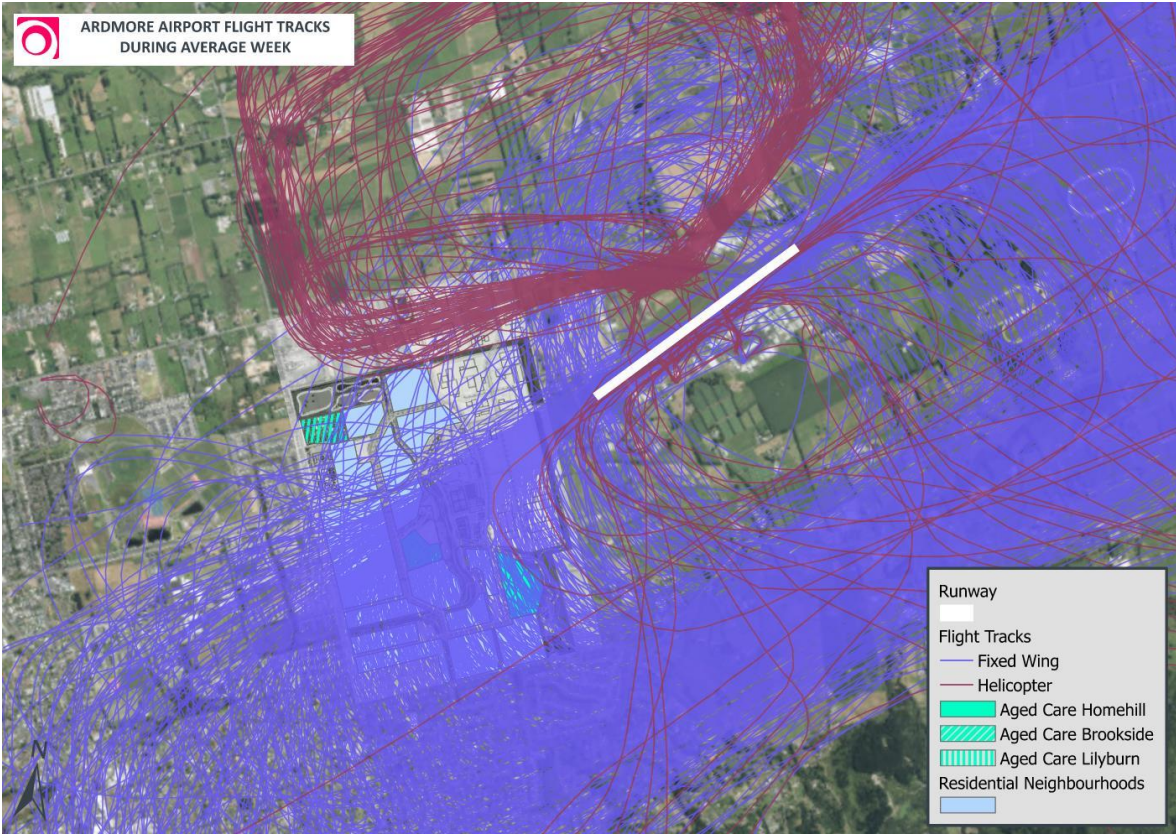 ARDMORE AIRPORT FLIGHT TRACKS
DURING AVERAGE WEEK
Runway
Flight Tracks
Fixed Wing
Helicopter
Aged Care Homehill
Aged Care Brookside
Aged Care Lilyburn
Residential Neighbourhoods
N